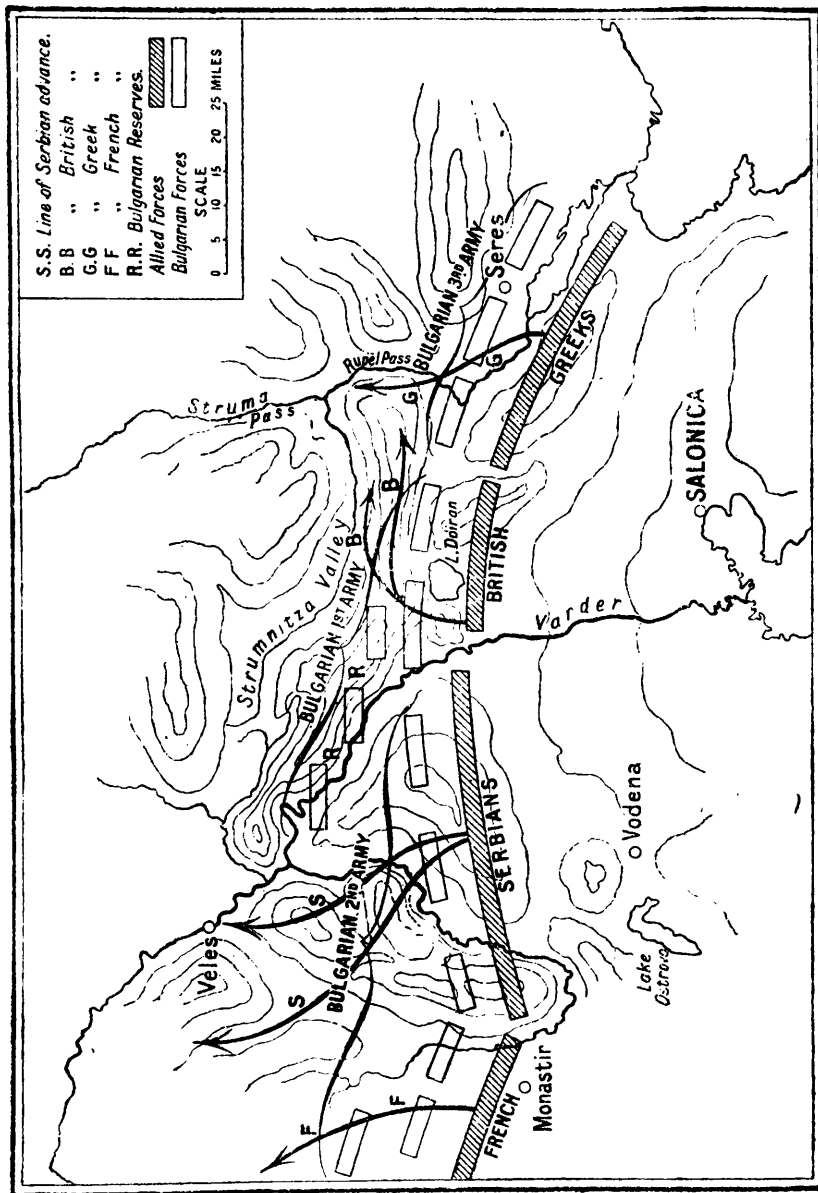 S.S. Line of Serbian advance.
B.B „ British „
G.G „ Greek „
F F „ French „
R.R. Bulgarian Reserves.
Allied Forces
Bulgarian Forces
SCALE
0 5 10 15 20 25 MILES
Struma
Pass
Rupel Pass
Strumnitza Valley
BULGARIAN 1ST ARMY
BULGARIAN 2ND ARMY
BULGARIAN 3RD ARMY
Veles
Seres
S
S
F
F
R
R
B
B
G
G
L. Doiran
FRENCH
SERBIANS
BRITISH
GREEKS
Monastir
Varder
Lake
Ostrovo
Vodena
SALONICA